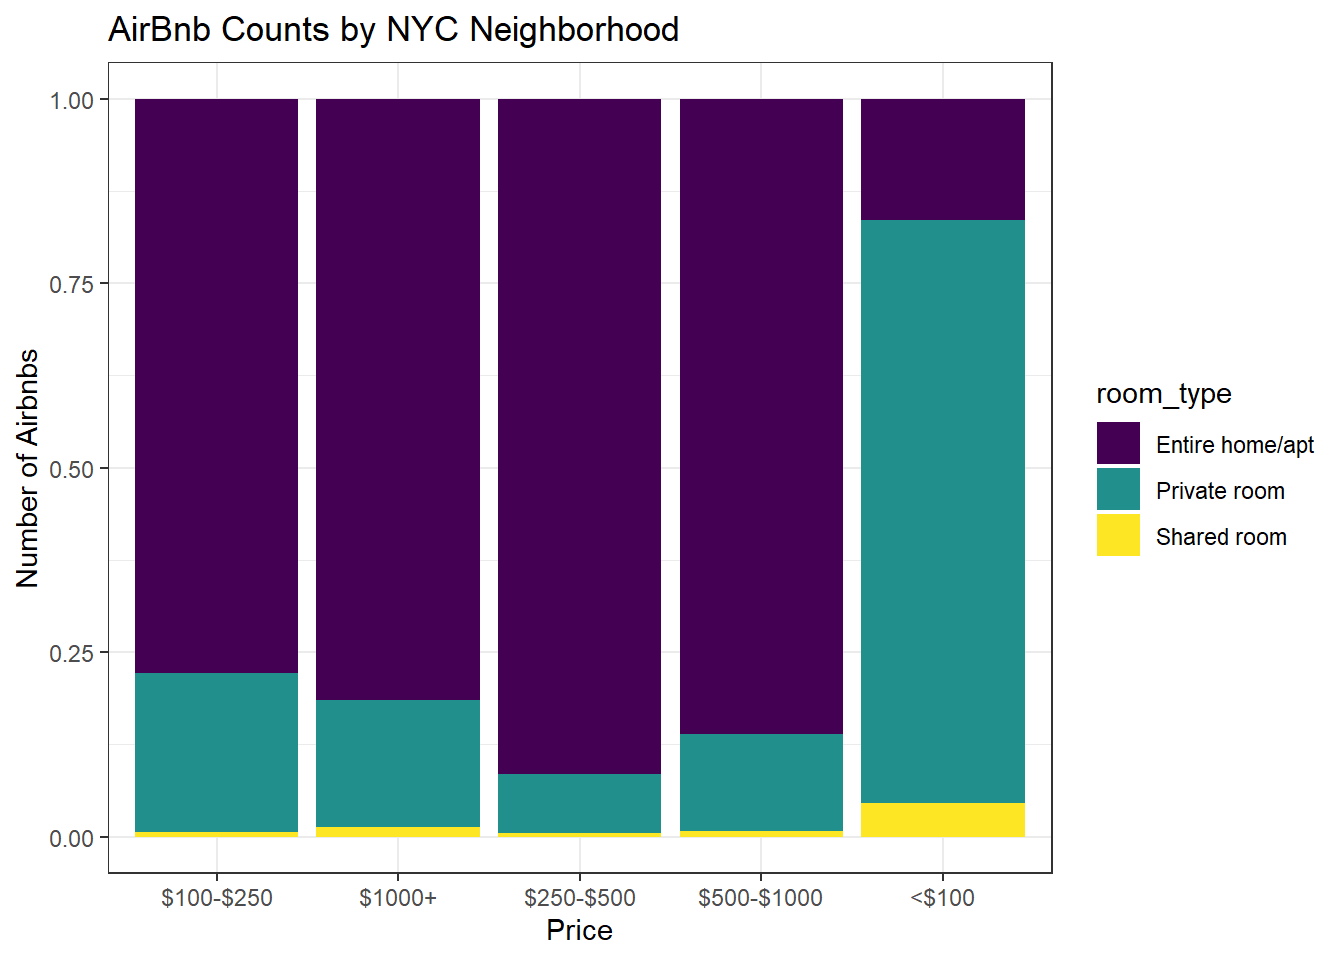 AirBnb Counts by NYC Neighborhood
Number of Airbnbs
1.00
0.75
0.50
0.25
0.00
$100-$250
$1000+
$250-$500
$500-$1000
<$100
Price
room_type
Entire home/apt
Private room
Shared room